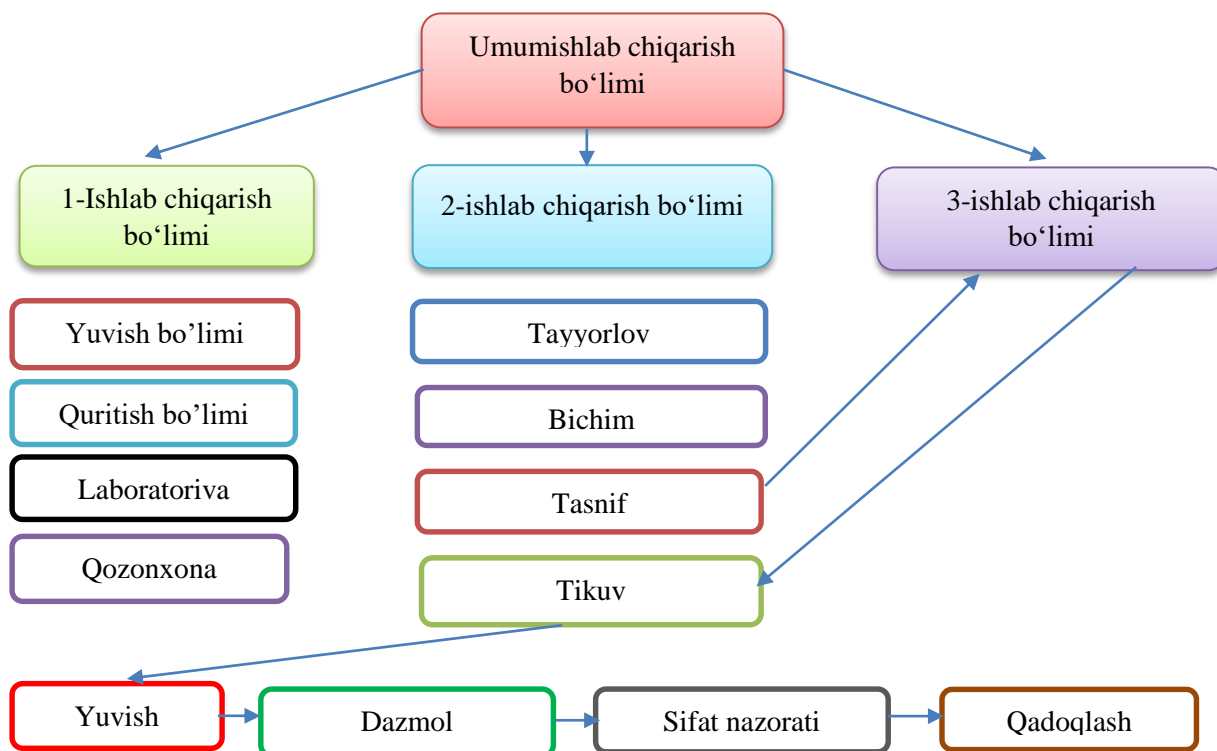 Umumishlab chiqarish
bo‘limi
1-Ishlab chiqarish
bo‘limi
2-ishlab chiqarish bo‘limi
3-ishlab chiqarish
bo‘limi
Yuvish bo’limi
Quritish bo’limi
Laboratoriya
Qozonxona
Tayyorlov
Bichim
Tasnif
Tikuv
Yuvish
Dazmol
Sifat nazorati
Qadoqlash